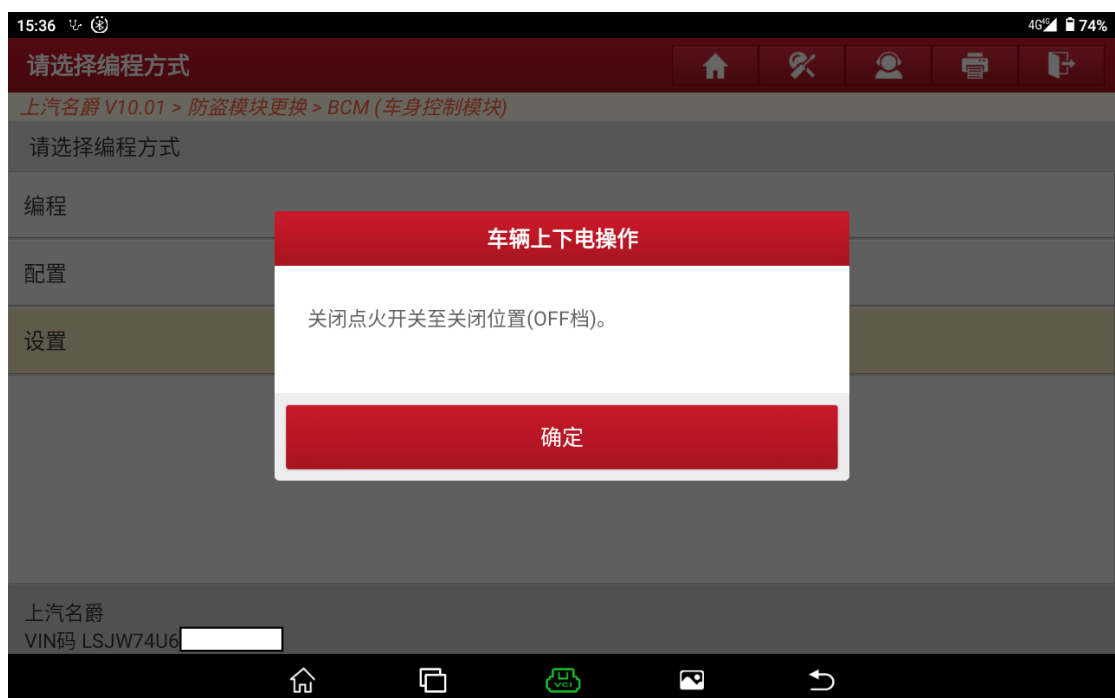 15:36
4G 4G 74%
请选择编程方式
上汽名爵 V10.01 > 防盗模块更换 > BCM (车身控制模块)
请选择编程方式
编程
车辆上下电操作
配置
关闭点火开关至关闭位置(OFF档)。
设置
确定
上汽名爵
VIN码 LSJW74U6
VCI